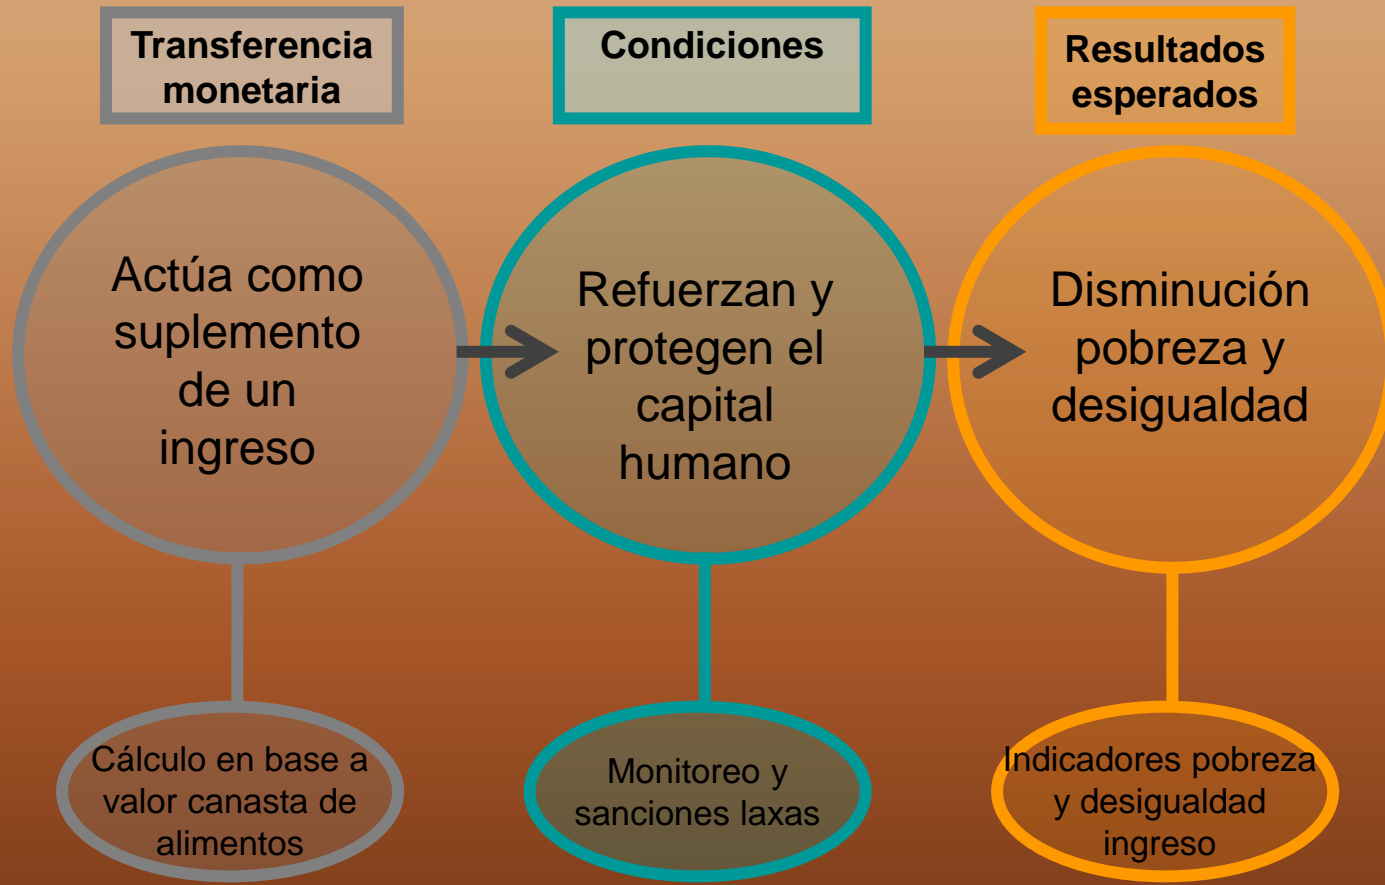 Transferencia
monetaria
Condiciones
Resultados
esperados
Actúa como
suplemento
de un
ingreso
Refuerzan y
protegen el
capital
humano
Disminución
pobreza y
desigualdad
Cálculo en base a
valor canasta de
alimentos
Monitoreo y
sanciones laxas
Indicadores pobreza
y desigualdad
ingreso